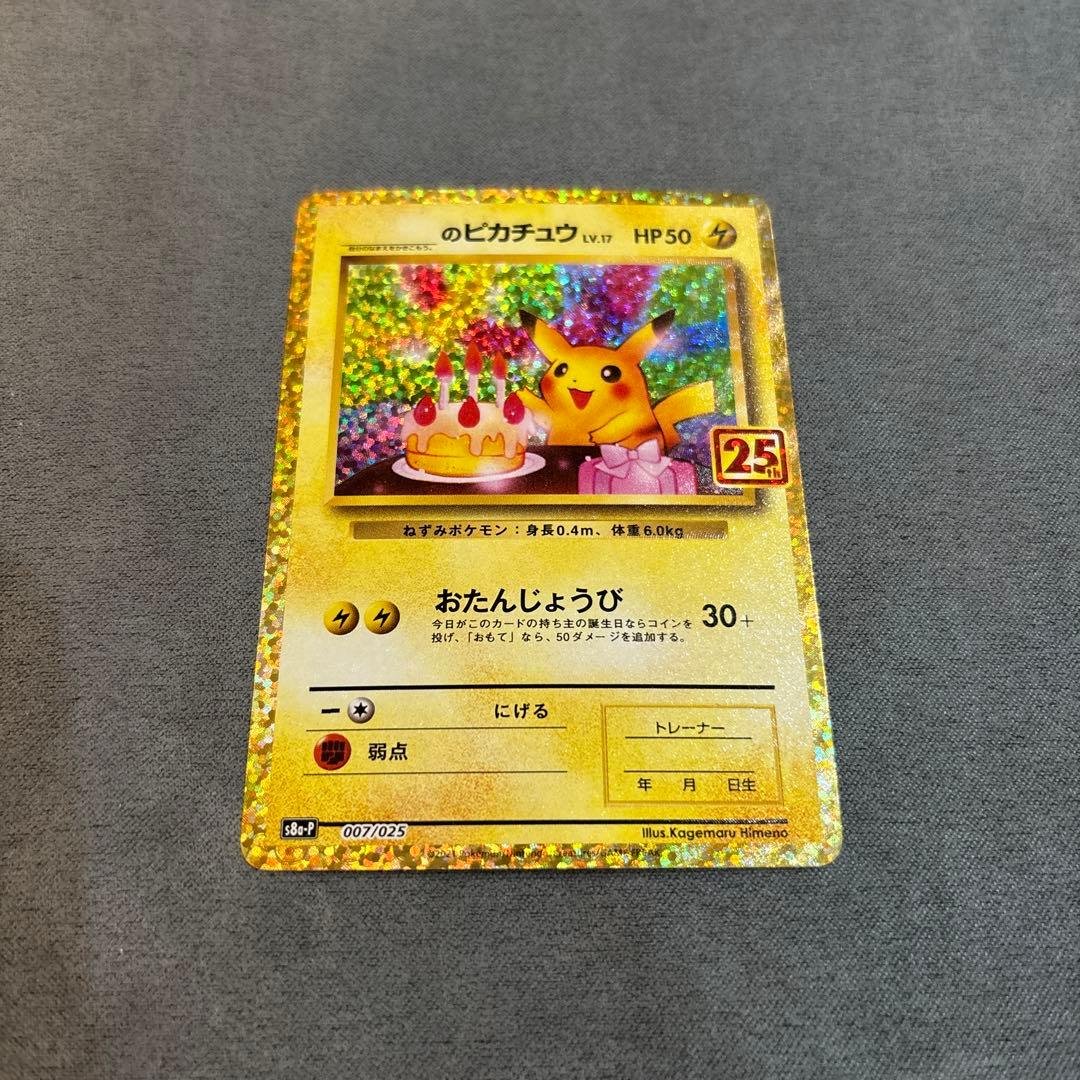 のピカチュウ LV.17 HP50
自分のなまえをかきこもう。
25th
ねずみポケモン:身長0.4m、体重6.0kg
おたんじょうび 30+
今日がこのカードの持ち主の誕生日ならコインを
投げ、「おもて」なら、50ダメージを追加する。
にげる
弱点
トレーナー
年 月 日生
s8a-P 007/025
Illus.Kagemaru Himeno